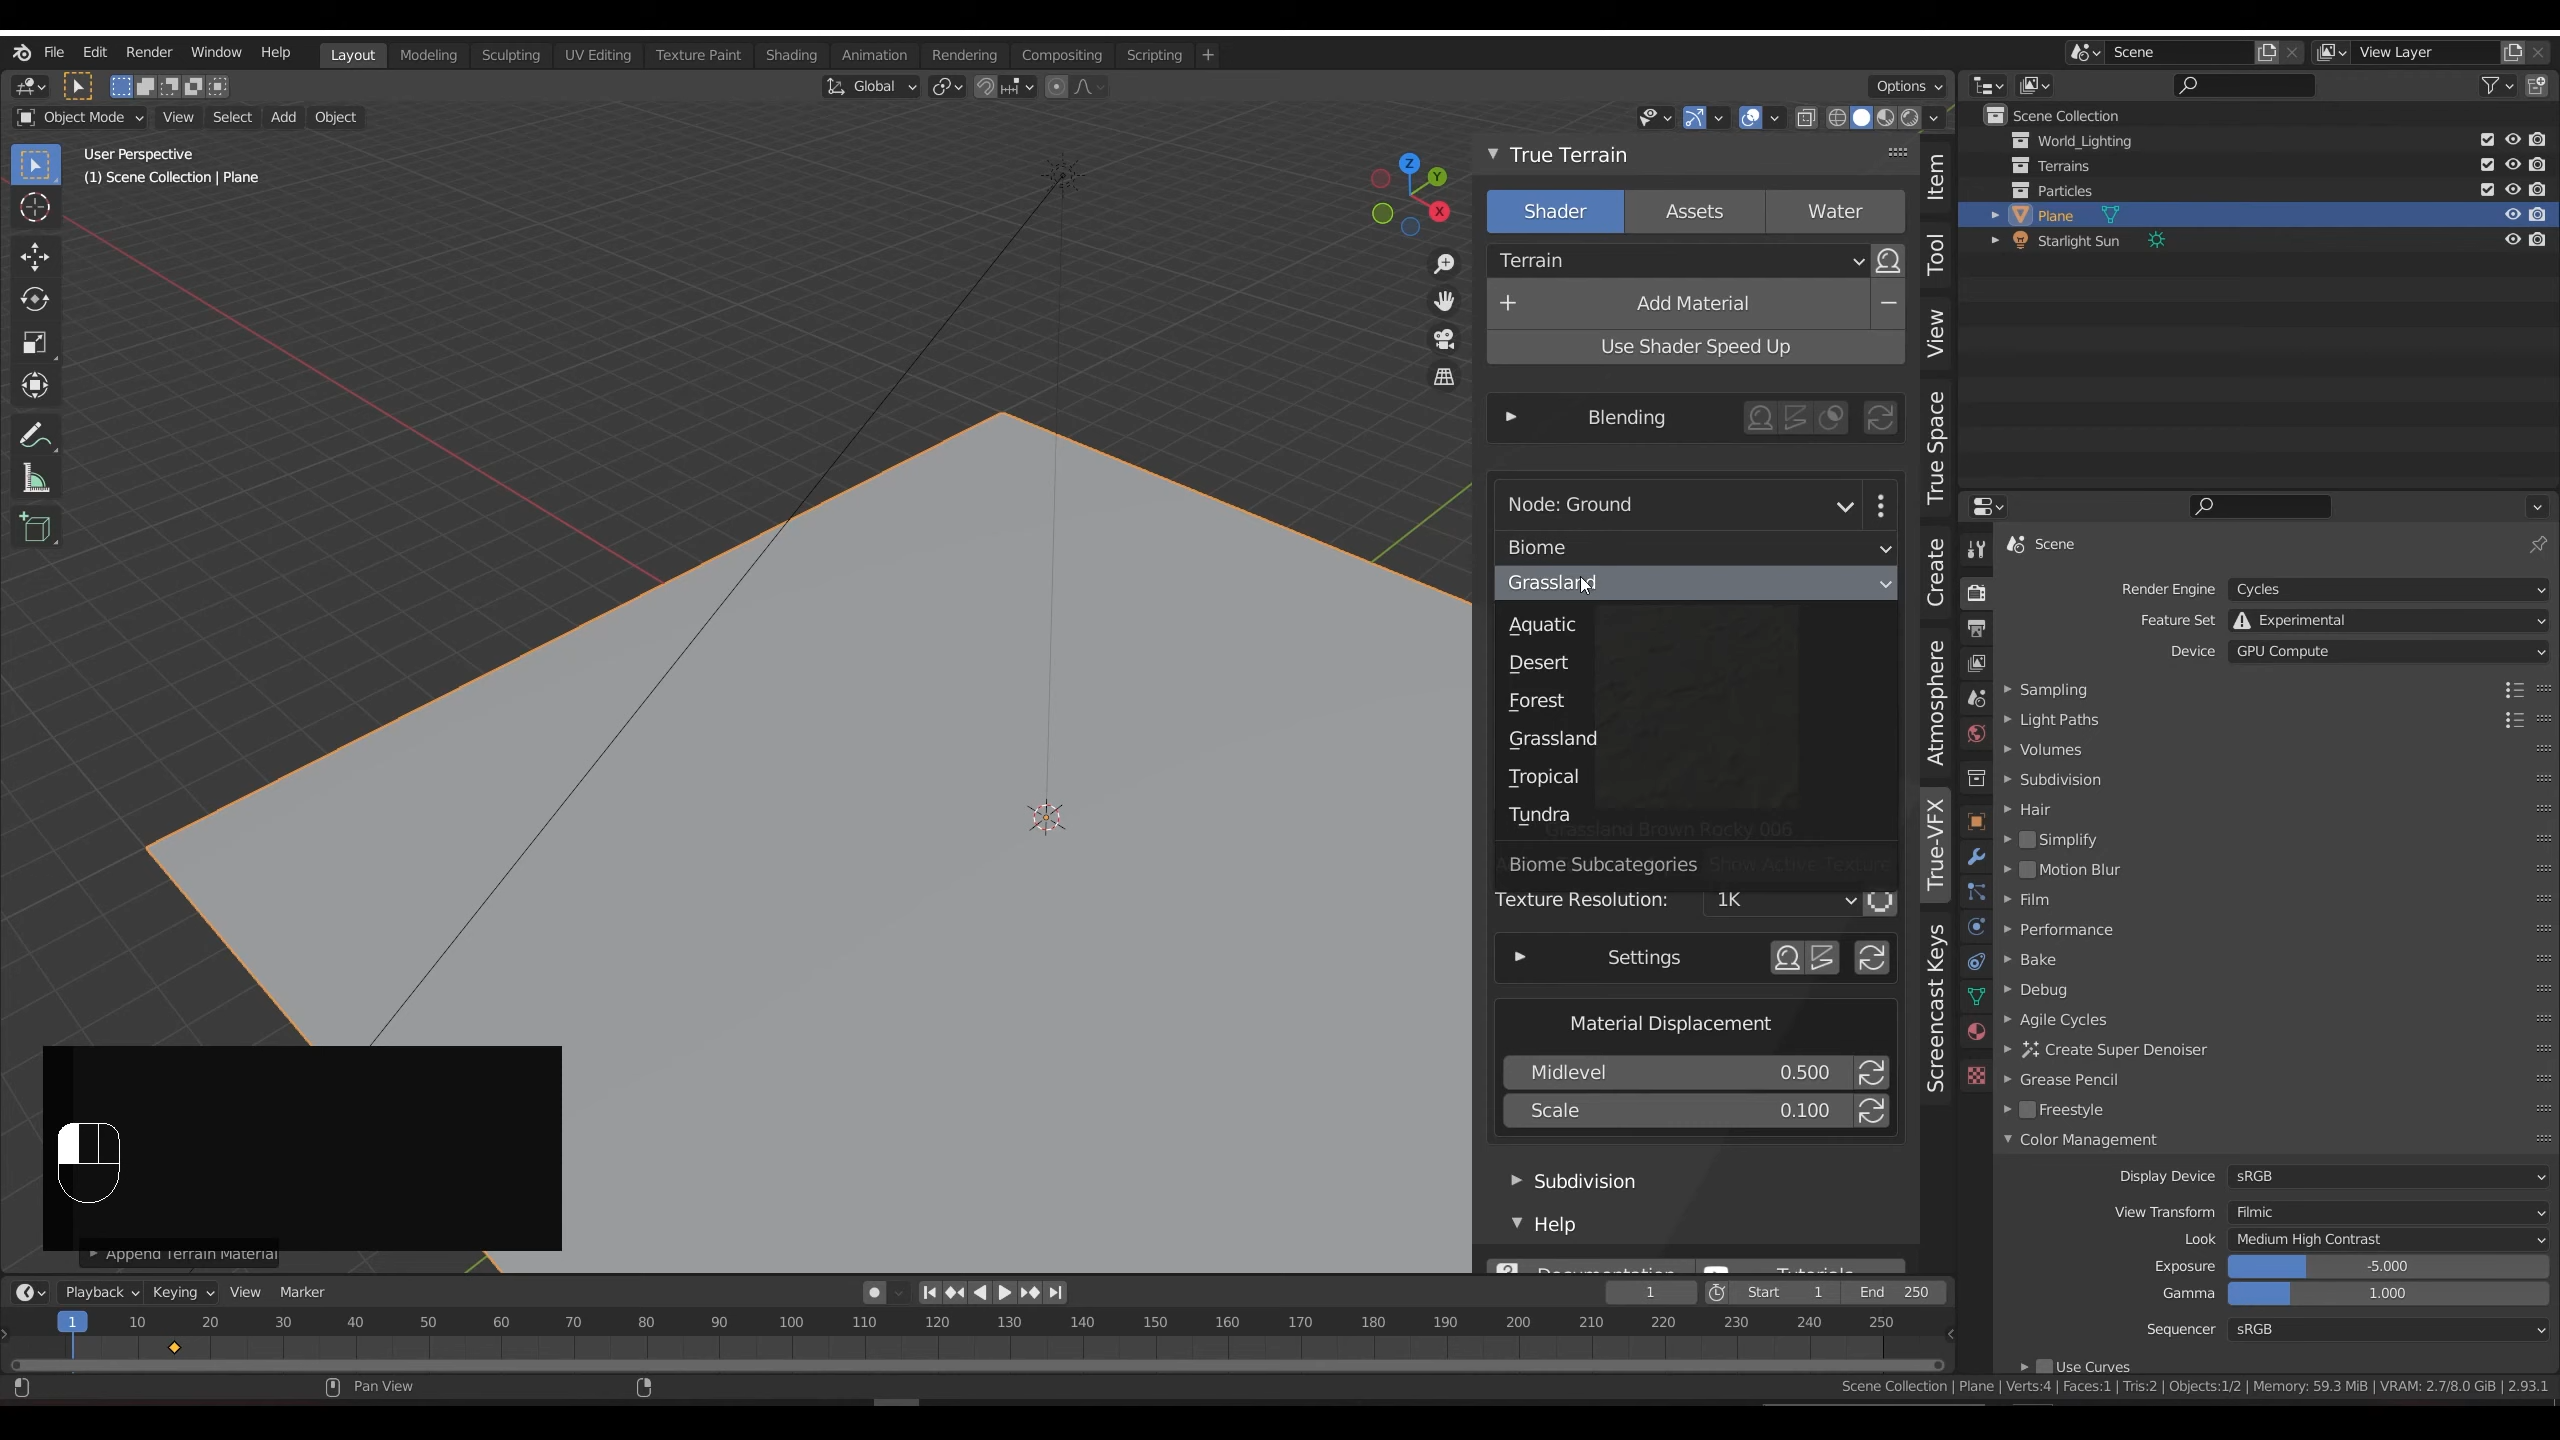 File Edit Render Window Help Layout Modeling Sculpting UV Editing Texture Paint Shading Animation Rendering Compositing Scripting + Scene View Layer
Global Options
Object Mode View Select Add Object
User Perspective
(1) Scene Collection | Plane
Z
Y
X
True Terrain
Shader Assets Water
Terrain
Add Material
Use Shader Speed Up
Blending
Node: Ground
Biome
Grassland
Aquatic
Desert
Forest
Grassland
Tropical
Tundra
Grassland Brown Rocky 006
Biome Subcategories Show Active Texture
Texture Resolution: 1K
Settings
Material Displacement
Midlevel 0.500
Scale 0.100
Subdivision
Help
Documentation Tutorials
Item
Tool
View
True Space
Create
Atmosphere
True-VFX
Screencast Keys
Scene Collection
World_Lighting
Terrains
Particles
Plane
Starlight Sun
Scene
Render Engine Cycles
Feature Set Experimental
Device GPU Compute
Sampling
Light Paths
Volumes
Subdivision
Hair
Simplify
Motion Blur
Film
Performance
Bake
Debug
Agile Cycles
Create Super Denoiser
Grease Pencil
Freestyle
Color Management
Display Device sRGB
View Transform Filmic
Look Medium High Contrast
Exposure -5.000
Gamma 1.000
Sequencer sRGB
Use Curves
Append Terrain Material
Playback Keying View Marker 1 Start 1 End 250
1 10 20 30 40 50 60 70 80 90 100 110 120 130 140 150 160 170 180 190 200 210 220 230 240 250
Pan View
Scene Collection | Plane | Verts:4 | Faces:1 | Tris:2 | Objects:1/2 | Memory: 59.3 MiB | VRAM: 2.7/8.0 GiB | 2.93.1